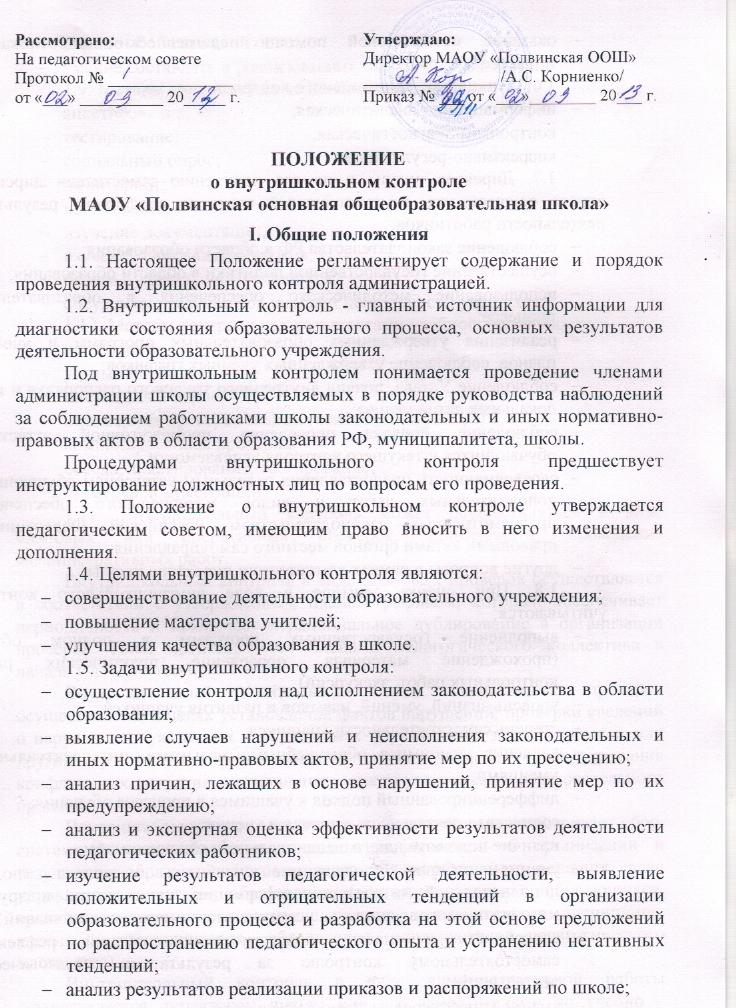 Рассмотрено:
На педагогическом совете
Протокол № 1
от «02» 09 20 г.
Утверждаю:
Директор МАОУ «Полвинская ООШ»
/А.С. Корниенко/
Приказ № от «02» 09 2013 г.
ПОЛОЖЕНИЕ
о внутришкольном контроле
МАОУ «Полвинская основная общеобразовательная школа»
I. Общие положения
1.1. Настоящее Положение регламентирует содержание и порядок
проведения внутришкольного контроля администрацией.
1.2. Внутришкольный контроль - главный источник информации для
диагностики состояния образовательного процесса, основных результатов
деятельности образовательного учреждения.
Под внутришкольным контролем понимается проведение членами
администрации школы осуществляемых в порядке руководства наблюдений
за соблюдением работниками школы законодательных и иных нормативно-
правовых актов в области образования РФ, муниципалитета, школы.
Процедурами внутришкольного контроля предшествует
инструктирование должностных лиц по вопросам его проведения.
1.3. Положение о внутришкольном контроле утверждается
педагогическим советом, имеющим право вносить в него изменения и
дополнения.
1.4. Целями внутришкольного контроля являются:
– совершенствование деятельности образовательного учреждения;
– повышение мастерства учителей;
– улучшения качества образования в школе.
1.5. Задачи внутришкольного контроля:
– осуществление контроля над исполнением законодательства в области
образования;
– выявление случаев нарушений и неисполнения законодательных и
иных нормативно-правовых актов, принятие мер по их пресечению;
– анализ причин, лежащих в основе нарушений, принятие мер по их
предупреждению;
– анализ и экспертная оценка эффективности результатов деятельности
педагогических работников;
– изучение результатов педагогической деятельности, выявление
положительных и отрицательных тенденций в организации
образовательного процесса и разработка на этой основе предложений
по распространению педагогического опыта и устранению негативных
тенденций;
– анализ результатов реализации приказов и распоряжений по школе;